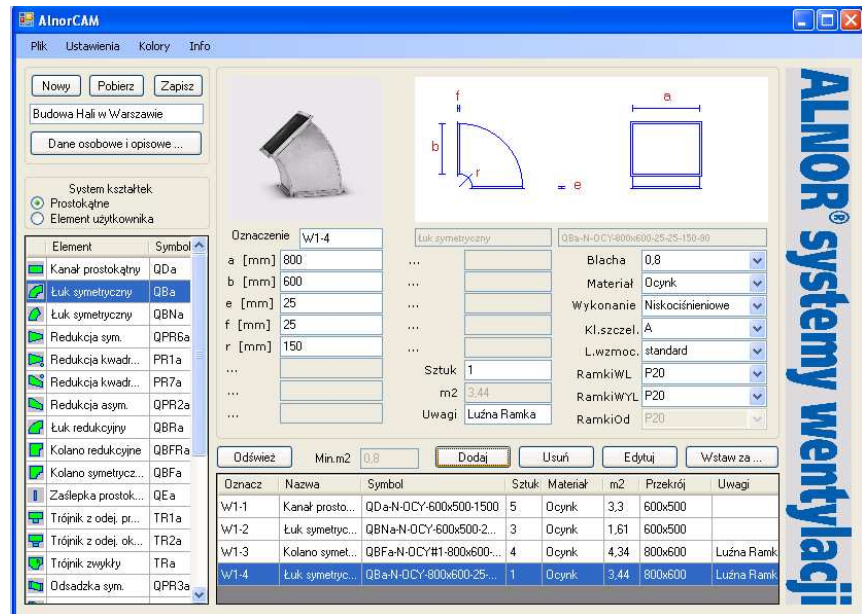 AlnorCAM
Plik Ustawienia Kolory Info
Nowy Pobierz Zapisz
Budowa Hali w Warszawie
Dane osobowe i opisowe ...
System kształtek
Prostokątne
Element użytkownika
Element Symbol
Kanał prostokątny QDa
Łuk symetryczny QBa
Łuk symetryczny QBNa
Redukcja sym. QPR6a
Redukcja kwadr... PR1a
Redukcja kwadr... PR7a
Redukcja asym. QPR2a
Łuk redukcyjny QBRa
Kolano redukcyjne QBFRa
Kolano symetrycz... QBFa
Zaślepka prostok... QEa
Trójnik z odej. pr... TR1a
Trójnik z odej. ok... TR2a
Trójnik zwykły TRa
Odsadzka sym. QPR3a
f
b
r
e
a
Oznaczenie W1-4
Łuk symetryczny
QBa-N-OCY-800x600-25-25-150-90
a [mm] 800
b [mm] 600
e [mm] 25
f [mm] 25
r [mm] 150
...
...
...
...
...
...
...
Sztuk 1
m2 3,44
Uwagi Luźna Ramka
Blacha 0,8
Materiał Ocynk
Wykonanie Niskociśnieniowe
Kl.szczel. A
L.wzmoc. standard
RamkiWL P20
RamkiWYL P20
RamkiOd P20
Odśwież Min.m2 0,8 Dodaj Usuń Edytuj Wstaw za ...
Oznacz Nazwa Symbol Sztuk Materiał m2 Przekrój Uwagi
W1-1 Kanał prosto... QDa-N-OCY-600x500-1500 5 Ocynk 3,3 600x500
W1-2 Łuk symetryc... QBNa-N-OCY-600x500-2... 3 Ocynk 1,61 600x500
W1-3 Kolano symet... QBFa-N-OCY#1-800x600-... 4 Ocynk 4,34 800x600 Luźna Ramk
W1-4 Łuk symetryc... QBa-N-OCY-800x600-25-... 1 Ocynk 3,44 800x600 Luźna Ramk
ALNOR® systemy wentylacji